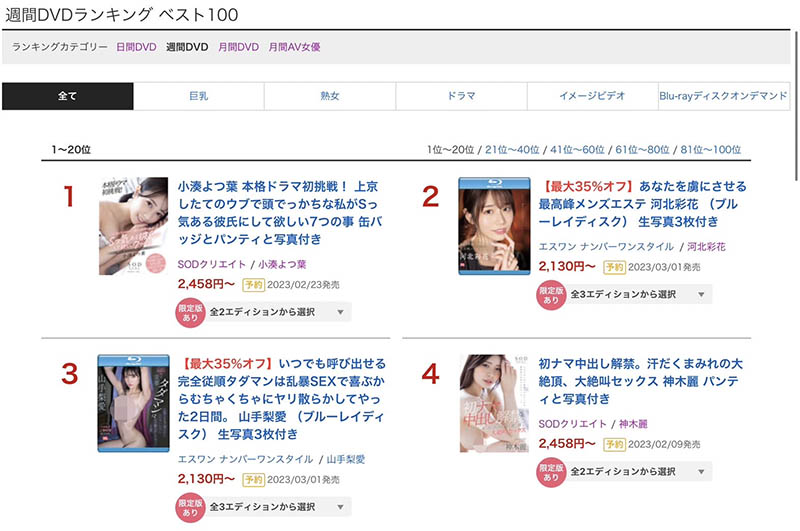 週間DVDランキング ベスト100
ランキングカテゴリー 日間DVD 週間DVD 月間DVD 月間AV女優
全て 巨乳 熟女 ドラマ イメージビデオ Blu-rayディスクオンデマンド
1〜20位
1位〜20位 / 21位〜40位 / 41位〜60位 / 61位〜80位 / 81位〜100位
1
小湊よつ葉 本格ドラマ初挑戦！ 上京
したてのウブで頭でっかちな私がSっ
気ある彼氏にして欲しい7つの事 缶バ
ッジとパンティと写真付き
SODクリエイト / 小湊よつ葉
2,458円〜 予約 2023/02/23発売
限定版
あり
全2エディションから選択
2
【最大35%オフ】あなたを虜にさせる
最高峰メンズエステ 河北彩花 （ブル
ーレイディスク） 生写真3枚付き
エスワン ナンバーワンスタイル / 河北彩花
2,130円〜 予約 2023/03/01発売
限定版
あり
全3エディションから選択
3
【最大35%オフ】いつでも呼び出せる
完全従順タダマンは乱暴SEXで喜ぶか
らむちゃくちゃにヤリ散らかしてやっ
た2日間。 山手梨愛 （ブルーレイディ
スク） 生写真3枚付き
エスワン ナンバーワンスタイル / 山手梨愛
2,130円〜 予約 2023/03/01発売
限定版
あり
全3エディションから選択
4
初ナマ中出し解禁。汗だくまみれの大
絶頂、大絶叫セックス 神木麗 パンテ
ィと写真付き
SODクリエイト / 神木麗
2,458円〜 予約 2023/02/09発売
限定版
あり
全2エディションから選択